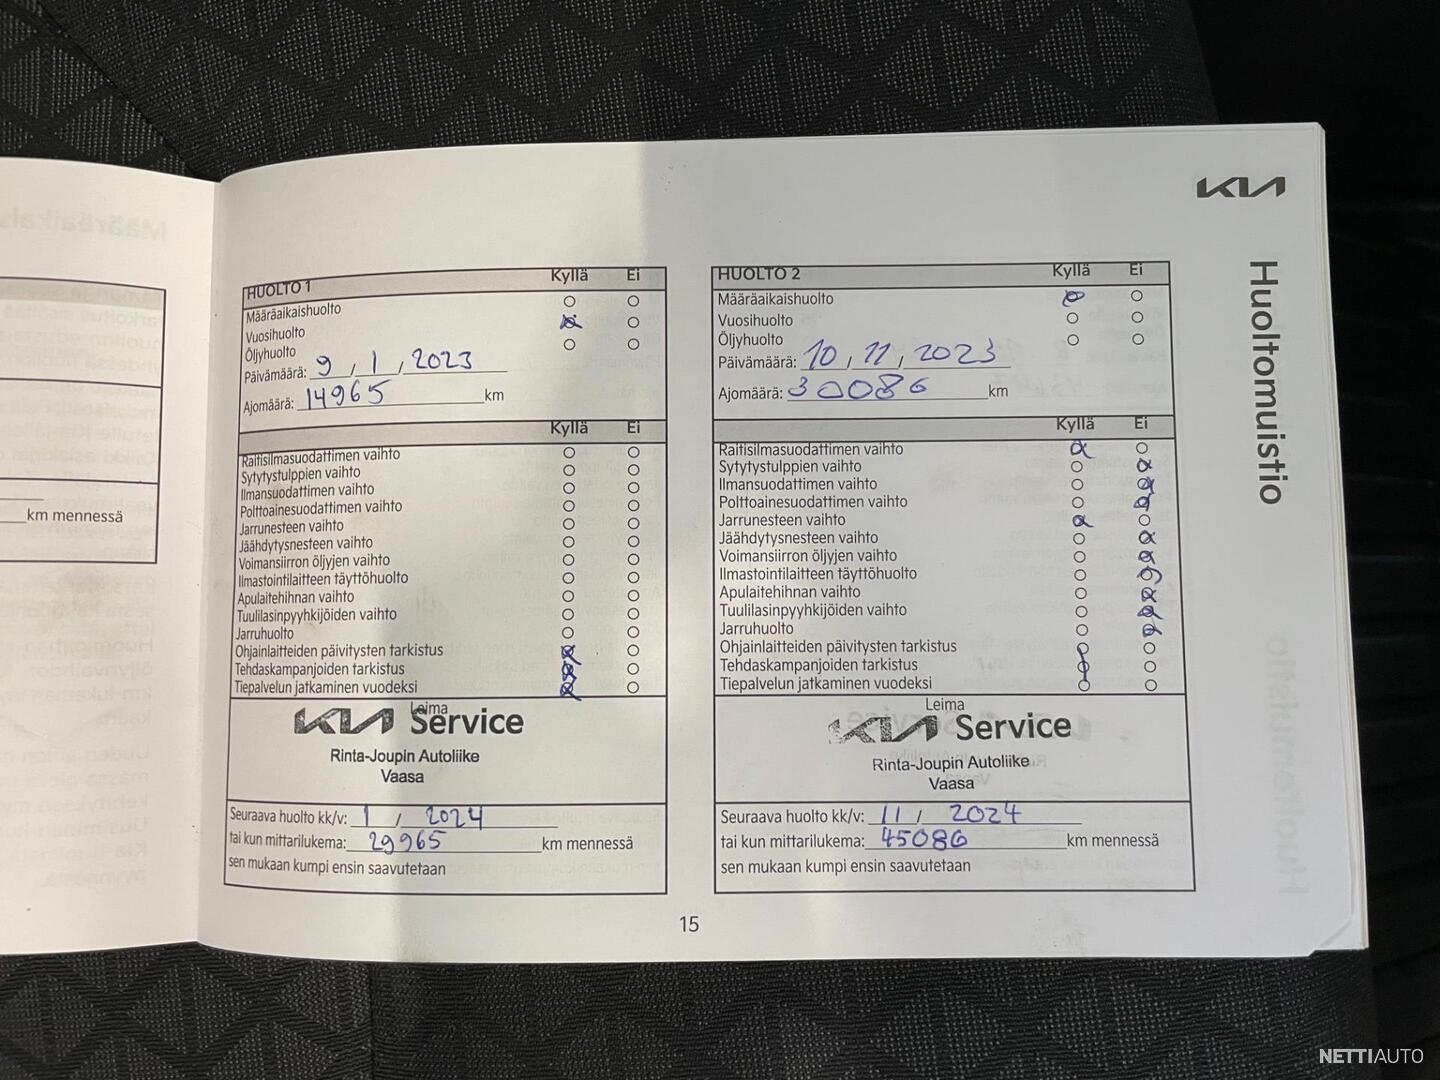 KIA
Huoltomuistio
km mennessä
HUOLTO 1 Kyllä Ei
Määräaikaishuolto
Vuosihuolto
Öljyhuolto
Päivämäärä: 9 / 1 / 2023
Ajomäärä: 14965 km
Kyllä Ei
Raitisilmasuodattimen vaihto
Sytytystulppien vaihto
Ilmansuodattimen vaihto
Polttoainesuodattimen vaihto
Jarrunesteen vaihto
Jäähdytysnesteen vaihto
Voimansiirron öljyjen vaihto
Ilmastointilaitteen täyttöhuolto
Apulaitehihnan vaihto
Tuulilasinpyyhkijöiden vaihto
Jarruhuolto
Ohjainlaitteiden päivitysten tarkistus
Tehdaskampanjoiden tarkistus
Tiepalvelun jatkaminen vuodeksi
Leima
KIA Service
Rinta-Joupin Autoliike
Vaasa
Seuraava huolto kk/v: 1 / 2024
tai kun mittarilukema: 29965 km mennessä
sen mukaan kumpi ensin saavutetaan
HUOLTO 2 Kyllä Ei
Määräaikaishuolto
Vuosihuolto
Öljyhuolto
Päivämäärä: 10 / 11 / 2023
Ajomäärä: 30086 km
Kyllä Ei
Raitisilmasuodattimen vaihto
Sytytystulppien vaihto
Ilmansuodattimen vaihto
Polttoainesuodattimen vaihto
Jarrunesteen vaihto
Jäähdytysnesteen vaihto
Voimansiirron öljyjen vaihto
Ilmastointilaitteen täyttöhuolto
Apulaitehihnan vaihto
Tuulilasinpyyhkijöiden vaihto
Jarruhuolto
Ohjainlaitteiden päivitysten tarkistus
Tehdaskampanjoiden tarkistus
Tiepalvelun jatkaminen vuodeksi
Leima
KIA Service
Rinta-Joupin Autoliike
Vaasa
Seuraava huolto kk/v: 11 / 2024
tai kun mittarilukema: 45086 km mennessä
sen mukaan kumpi ensin saavutetaan
15
NETTIAUTO